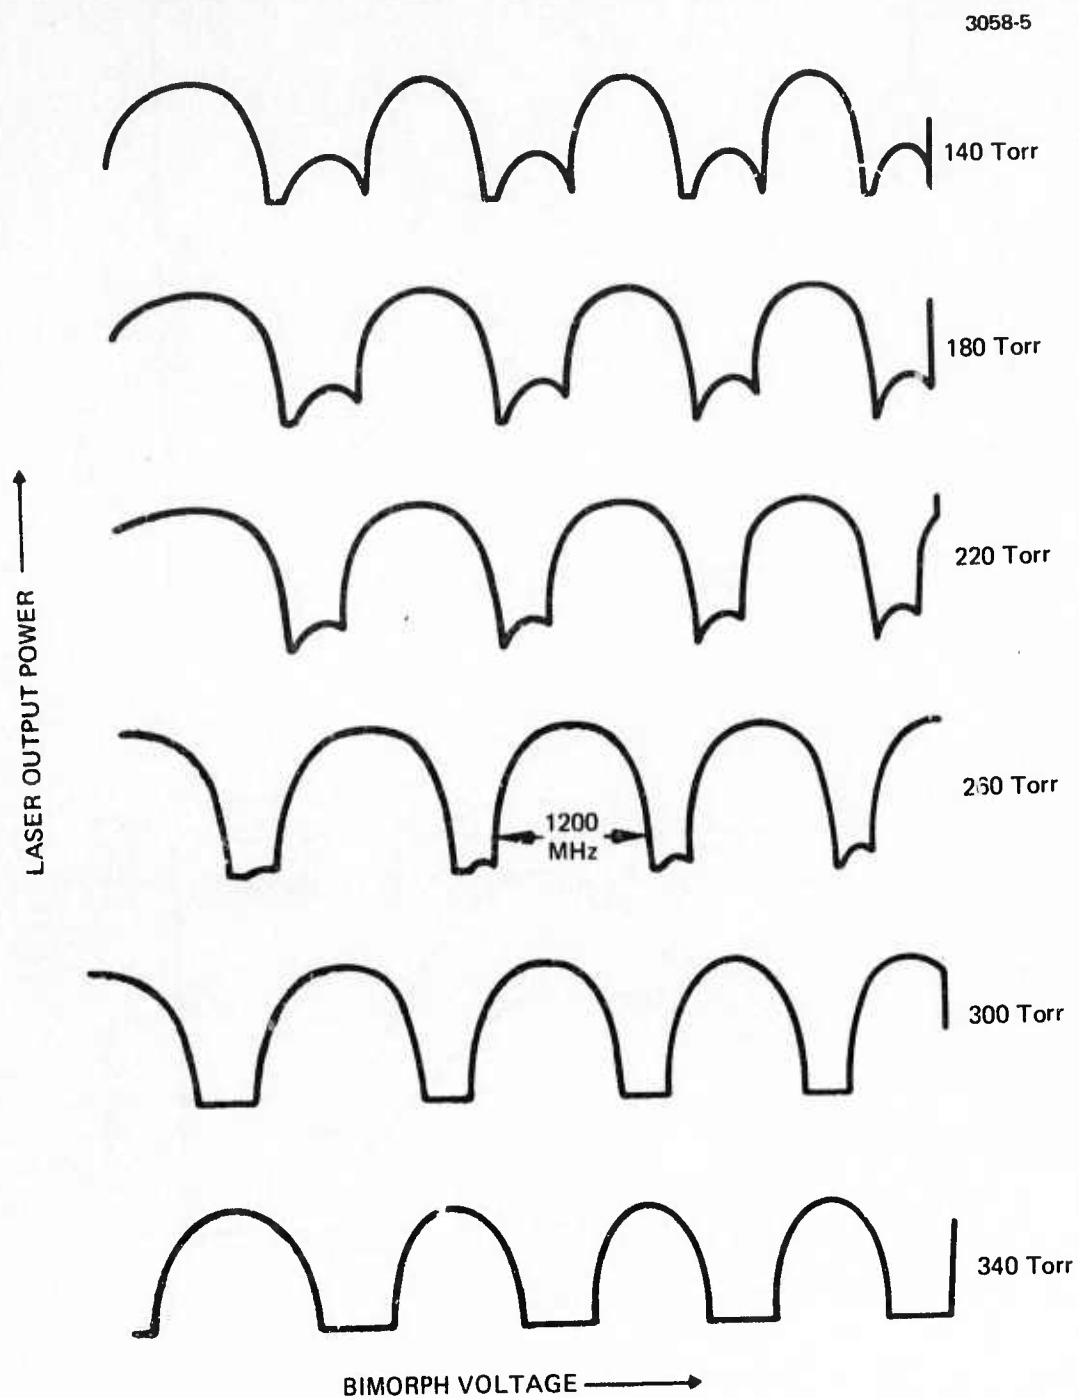 3058-5
140 Torr
180 Torr
220 Torr
LASER OUTPUT POWER
260 Torr
1200
MHz
300 Torr
340 Torr
BIMORPH VOLTAGE